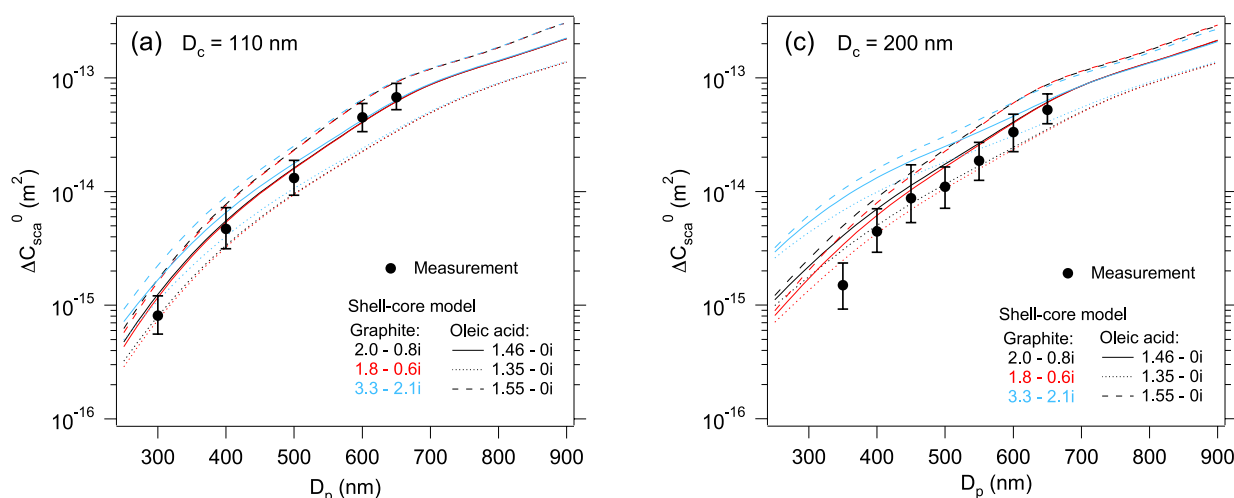 (a) D_c = 110 nm
10^-13
10^-14
10^-15
10^-16
ΔC_sca^0 (m^2)
Measurement
Shell-core model
Graphite: Oleic acid:
2.0 - 0.8i 1.46 - 0i
1.8 - 0.6i 1.35 - 0i
3.3 - 2.1i 1.55 - 0i
300 400 500 600 700 800 900
D_p (nm)
(c) D_c = 200 nm
10^-13
10^-14
10^-15
10^-16
ΔC_sca^0 (m^2)
Measurement
Shell-core model
Graphite: Oleic acid:
2.0 - 0.8i 1.46 - 0i
1.8 - 0.6i 1.35 - 0i
3.3 - 2.1i 1.55 - 0i
300 400 500 600 700 800 900
D_p (nm)